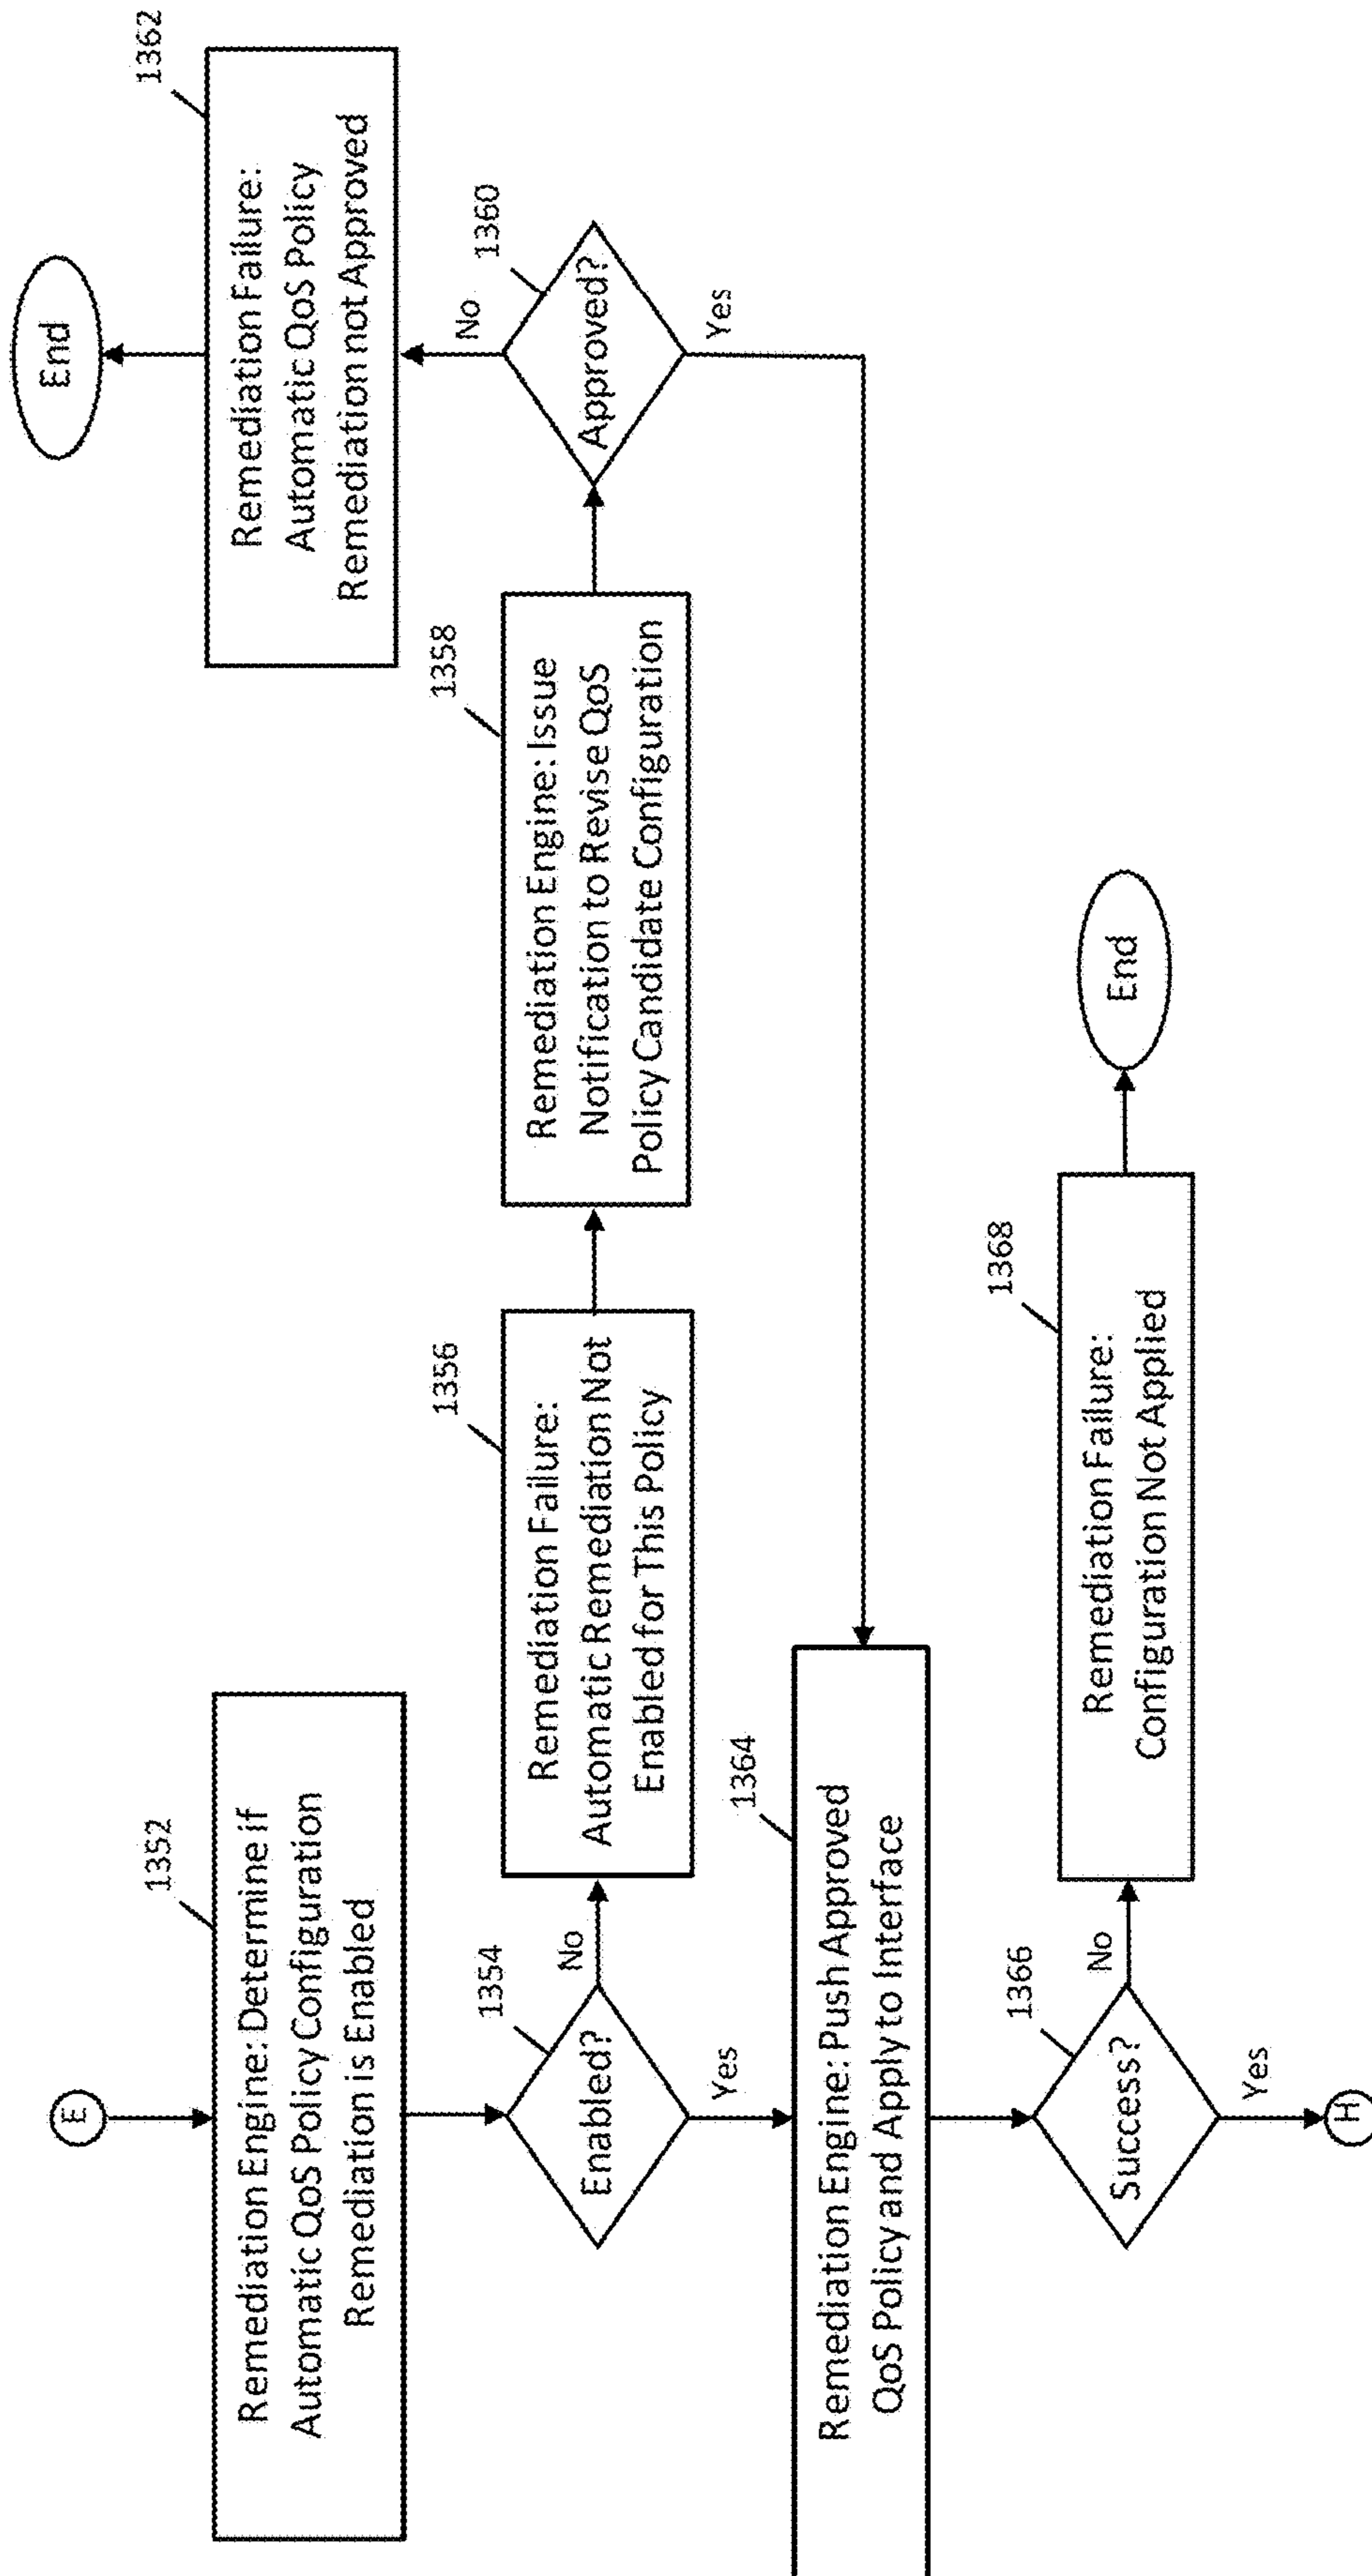 E
1352
Remediation Engine: Determine if
Automatic QoS Policy Configuration
Remediation is Enabled
1354
Enabled?
No
Yes
1356
Remediation Failure:
Automatic Remediation Not
Enabled for This Policy
1358
Remediation Engine: Issue
Notification to Revise QoS
Policy Candidate Configuration
1360
Approved?
No
Yes
1362
Remediation Failure:
Automatic QoS Policy
Remediation not Approved
End
1364
Remediation Engine: Push Approved
QoS Policy and Apply to Interface
1366
Success?
No
Yes
1368
Remediation Failure:
Configuration Not Applied
End
H